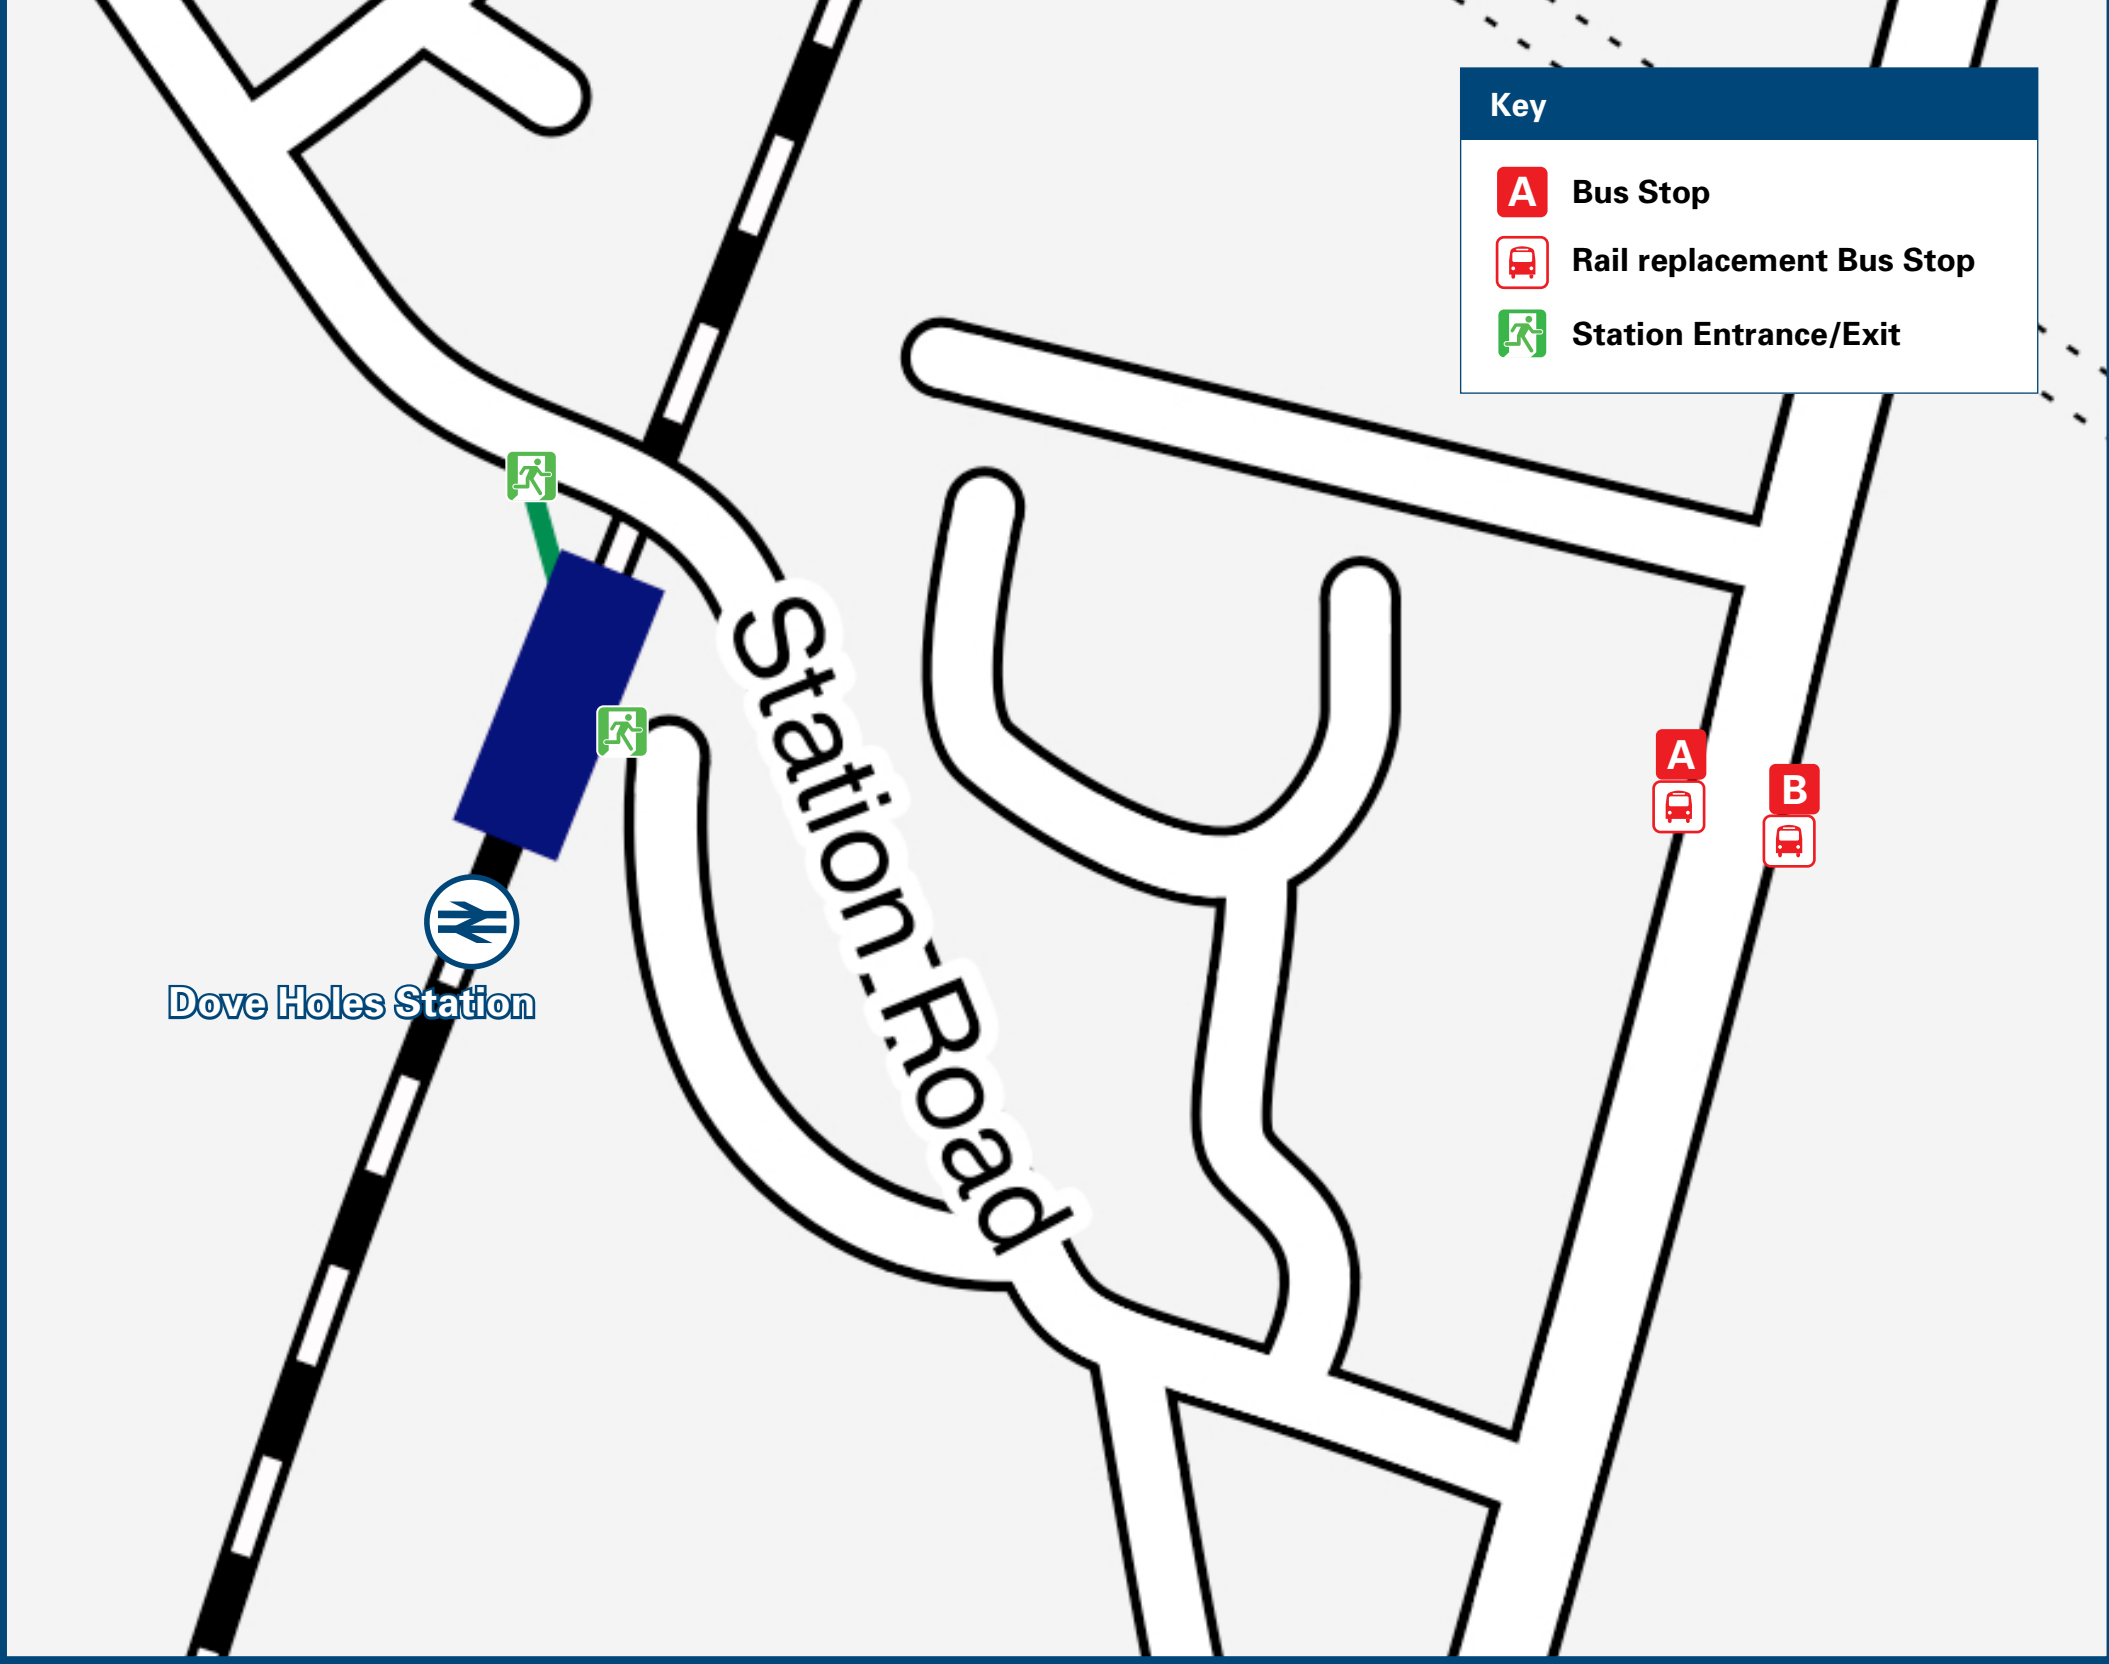 Key
A Bus Stop
Rail replacement Bus Stop
Station Entrance/Exit
Station Road
A
B
Dove Holes Station